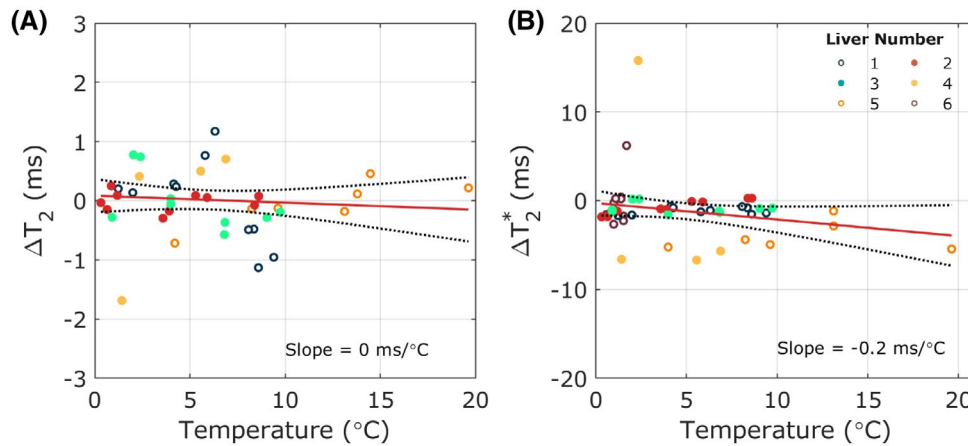 (A)
3
2
1
0
-1
-2
-3
ΔT2 (ms)
Slope = 0 ms/°C
0 5 10 15 20
Temperature (°C)
(B)
20
10
0
-10
-20
ΔT2* (ms)
Liver Number
1 2
3 4
5 6
Slope = -0.2 ms/°C
0 5 10 15 20
Temperature (°C)